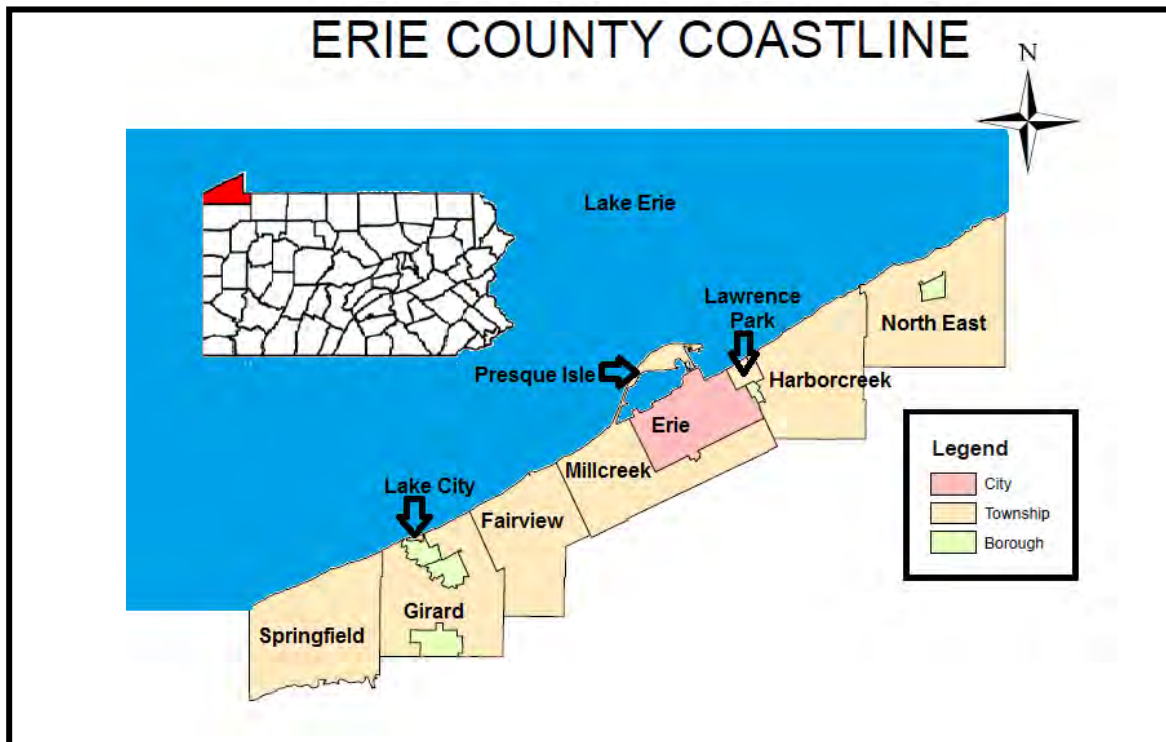 ERIE COUNTY COASTLINE
N
Lake Erie
Lawrence
Park
North East
Presque Isle
Harborcreek
Erie
Millcreek
Lake City
Fairview
Girard
Springfield
Legend
City
Township
Borough